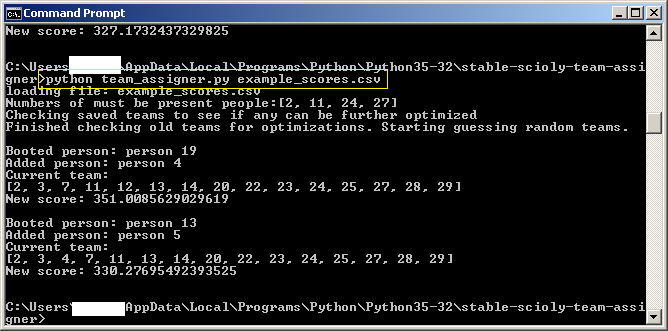 Command Prompt
New score: 327.1732437329825
C:\Users\AppData\Local\Programs\Python\Python35-32\stable-scioly-team-assi
gner>python team_assigner.py example_scores.csv
loading file: example_scores.csv
Numbers of must be present people:[2, 11, 24, 27]
Checking saved teams to see if any can be further optimized
Finished checking old teams for optimizations. Starting guessing random teams.
Booted person: person 19
Added person: person 4
Current team:
[2, 3, 7, 11, 12, 13, 14, 20, 22, 23, 24, 25, 27, 28, 29]
New score: 351.0085629029619
Booted person: person 13
Added person: person 5
Current team:
[2, 3, 4, 7, 11, 13, 14, 20, 22, 23, 24, 25, 27, 28, 29]
New score: 330.27695492393525
C:\Users\AppData\Local\Programs\Python\Python35-32\stable-scioly-team-assi
gner>